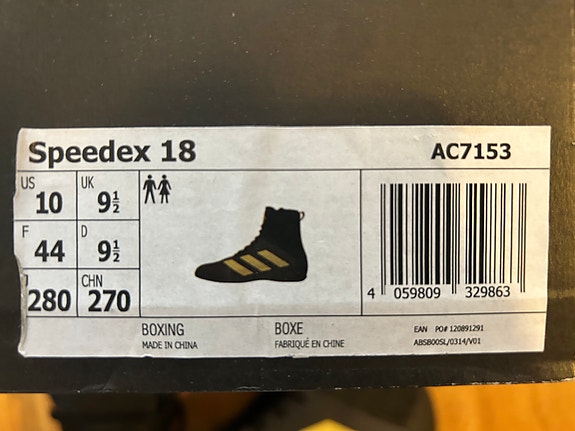 Speedex 18 AC7153
US 10 UK 9½
F 44 D 9½
J 280 CHN 270
4 059809 329863
BOXING BOXE EAN PO# 120891291
MADE IN CHINA FABRIQUÉ EN CHINE ABSB00SL/0314/V01